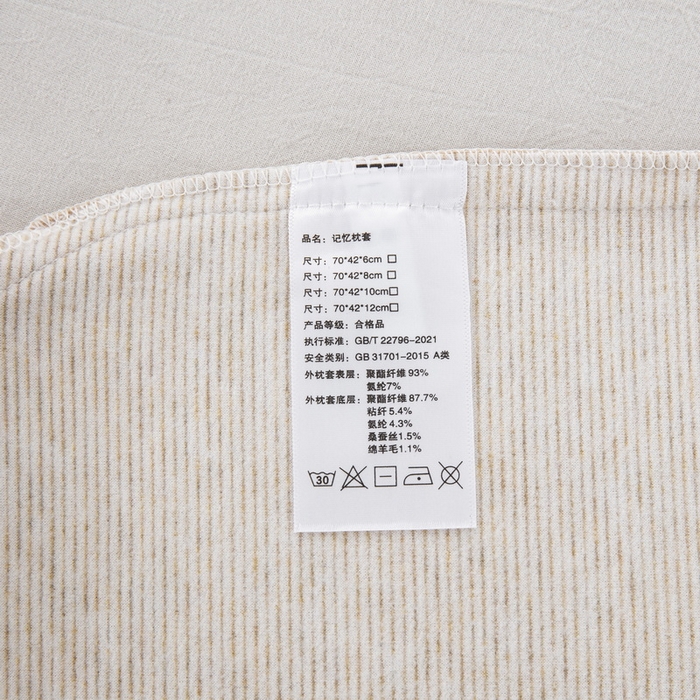 品名：记忆枕套
尺寸：70*42*6cm
尺寸：70*42*8cm
尺寸：70*42*10cm
尺寸：70*42*12cm
产品等级：合格品
执行标准：GB/T 22796-2021
安全类别：GB 31701-2015 A类
外枕套表层：聚酯纤维 93%
氨纶7%
外枕套底层：聚酯纤维 87.7%
粘纤 5.4%
氨纶 4.3%
桑蚕丝1.5%
绵羊毛1.1%
30